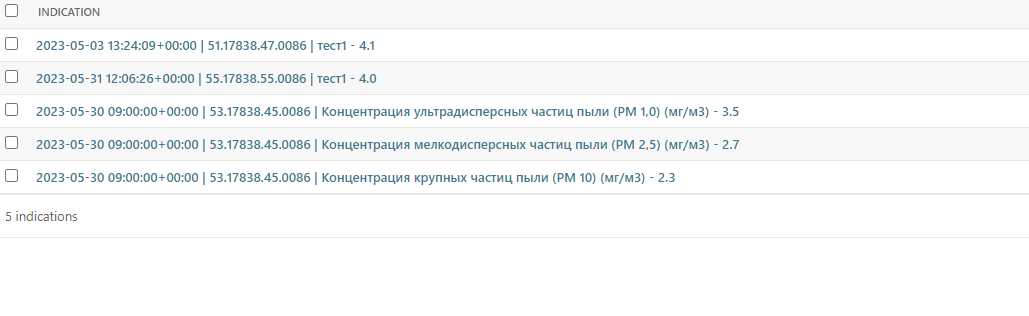 INDICATION
2023-05-03 13:24:09+00:00 | 51.17838.47.0086 | тест1 - 4.1
2023-05-31 12:06:26+00:00 | 55.17838.55.0086 | тест1 - 4.0
2023-05-30 09:00:00+00:00 | 53.17838.45.0086 | Концентрация ультрадисперсных частиц пыли (PM 1,0) (мг/м3) - 3.5
2023-05-30 09:00:00+00:00 | 53.17838.45.0086 | Концентрация мелкодисперсных частиц пыли (PM 2,5) (мг/м3) - 2.7
2023-05-30 09:00:00+00:00 | 53.17838.45.0086 | Концентрация крупных частиц пыли (PM 10) (мг/м3) - 2.3
5 indications